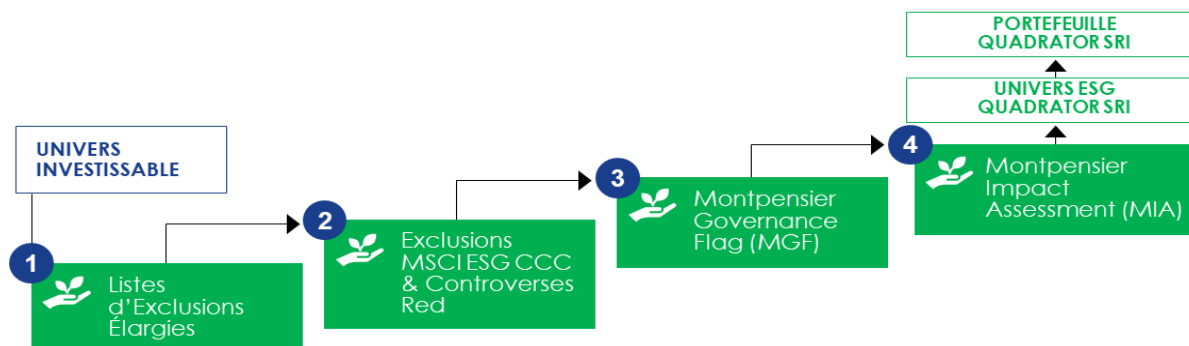 PORTEFEUILLE
QUADRATOR SRI
UNIVERS ESG
QUADRATOR SRI
UNIVERS
INVESTISSABLE
1
Listes
d’Exclusions
Élargies
2
Exclusions
MSCI ESG CCC
& Controverses
Red
3
Montpensier
Governance
Flag (MGF)
4
Montpensier
Impact
Assessment (MIA)